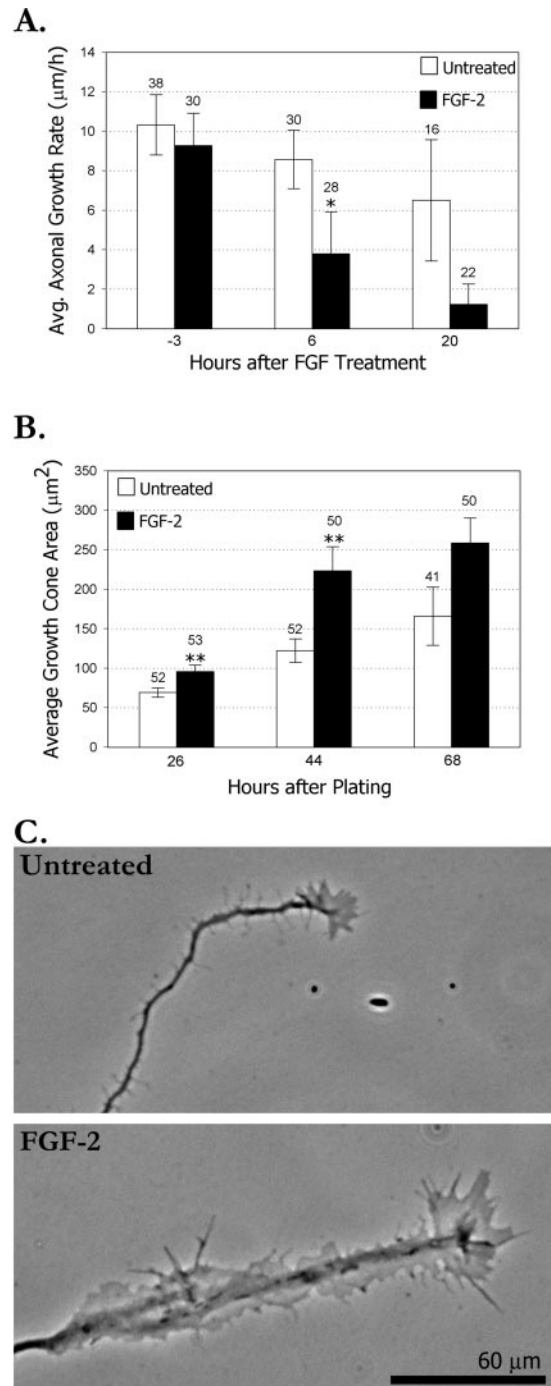 A.
Avg. Axonal Growth Rate (μm/h)
14
12
10
8
6
4
2
0
Untreated
FGF-2
38
30
30
28
*
16
22
-3
6
20
Hours after FGF Treatment
B.
Average Growth Cone Area (μm²)
350
300
250
200
150
100
50
0
Untreated
FGF-2
52
53
**
52
50
**
41
50
26
44
68
Hours after Plating
C.
Untreated
FGF-2
60 μm